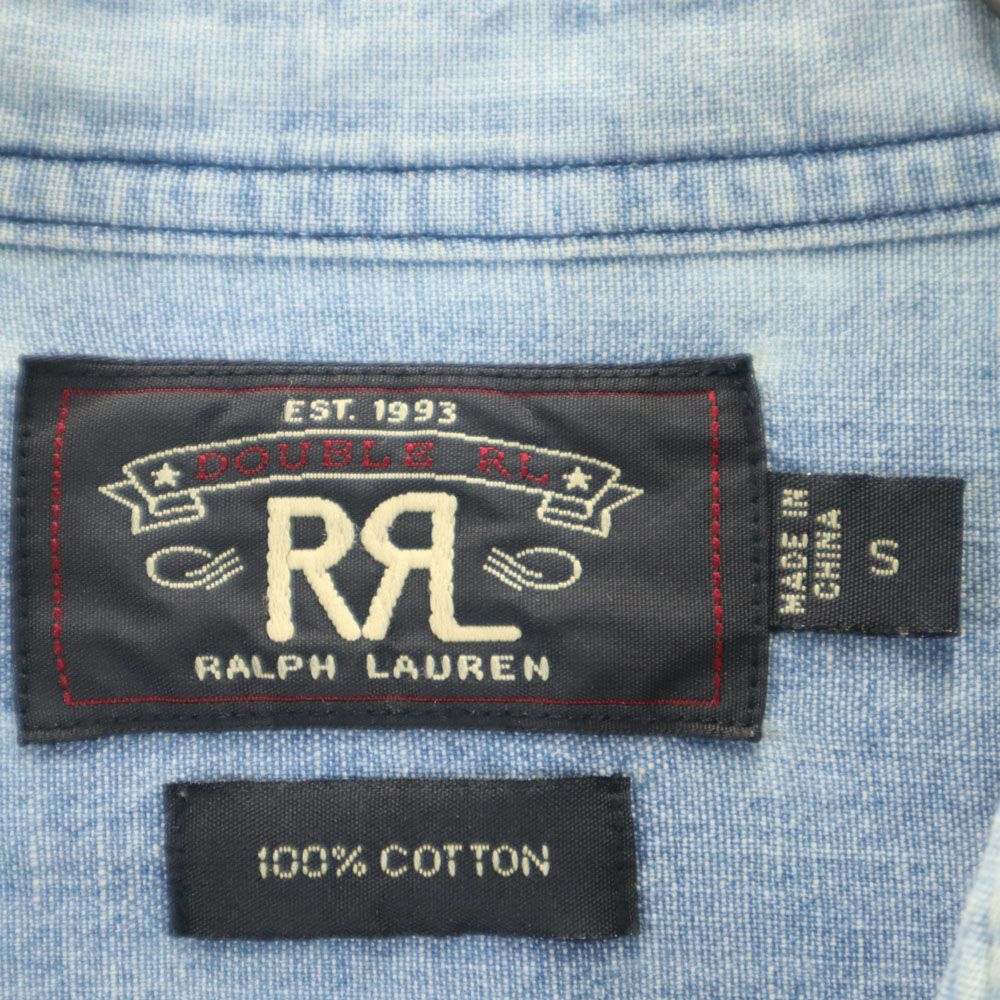 EST. 1993
DOUBLE RL
RRL
RALPH LAUREN
MADE IN
CHINA
S
100% COTTON